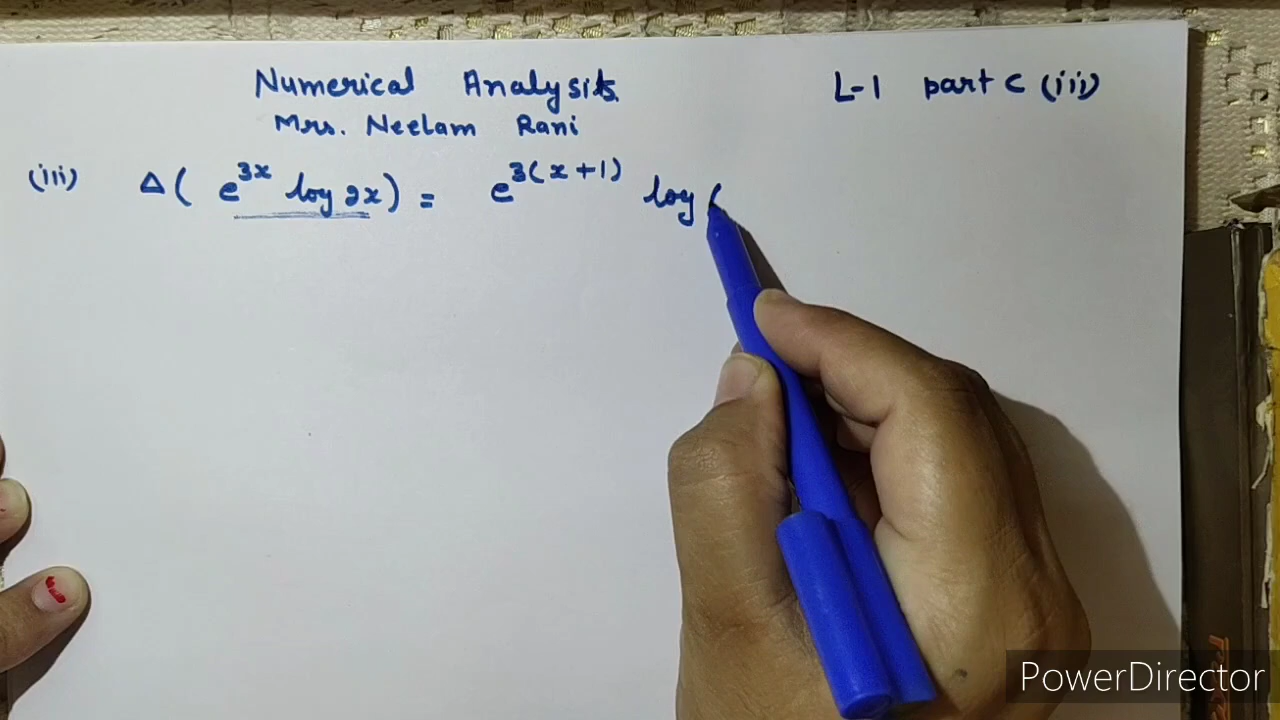 Numerical Analysis
L-1 part C (iii)
Mrs. Neelam Rani
(iii) Δ( e^{3x} log 2x) = e^{3(x+1)} log (
PowerDirector